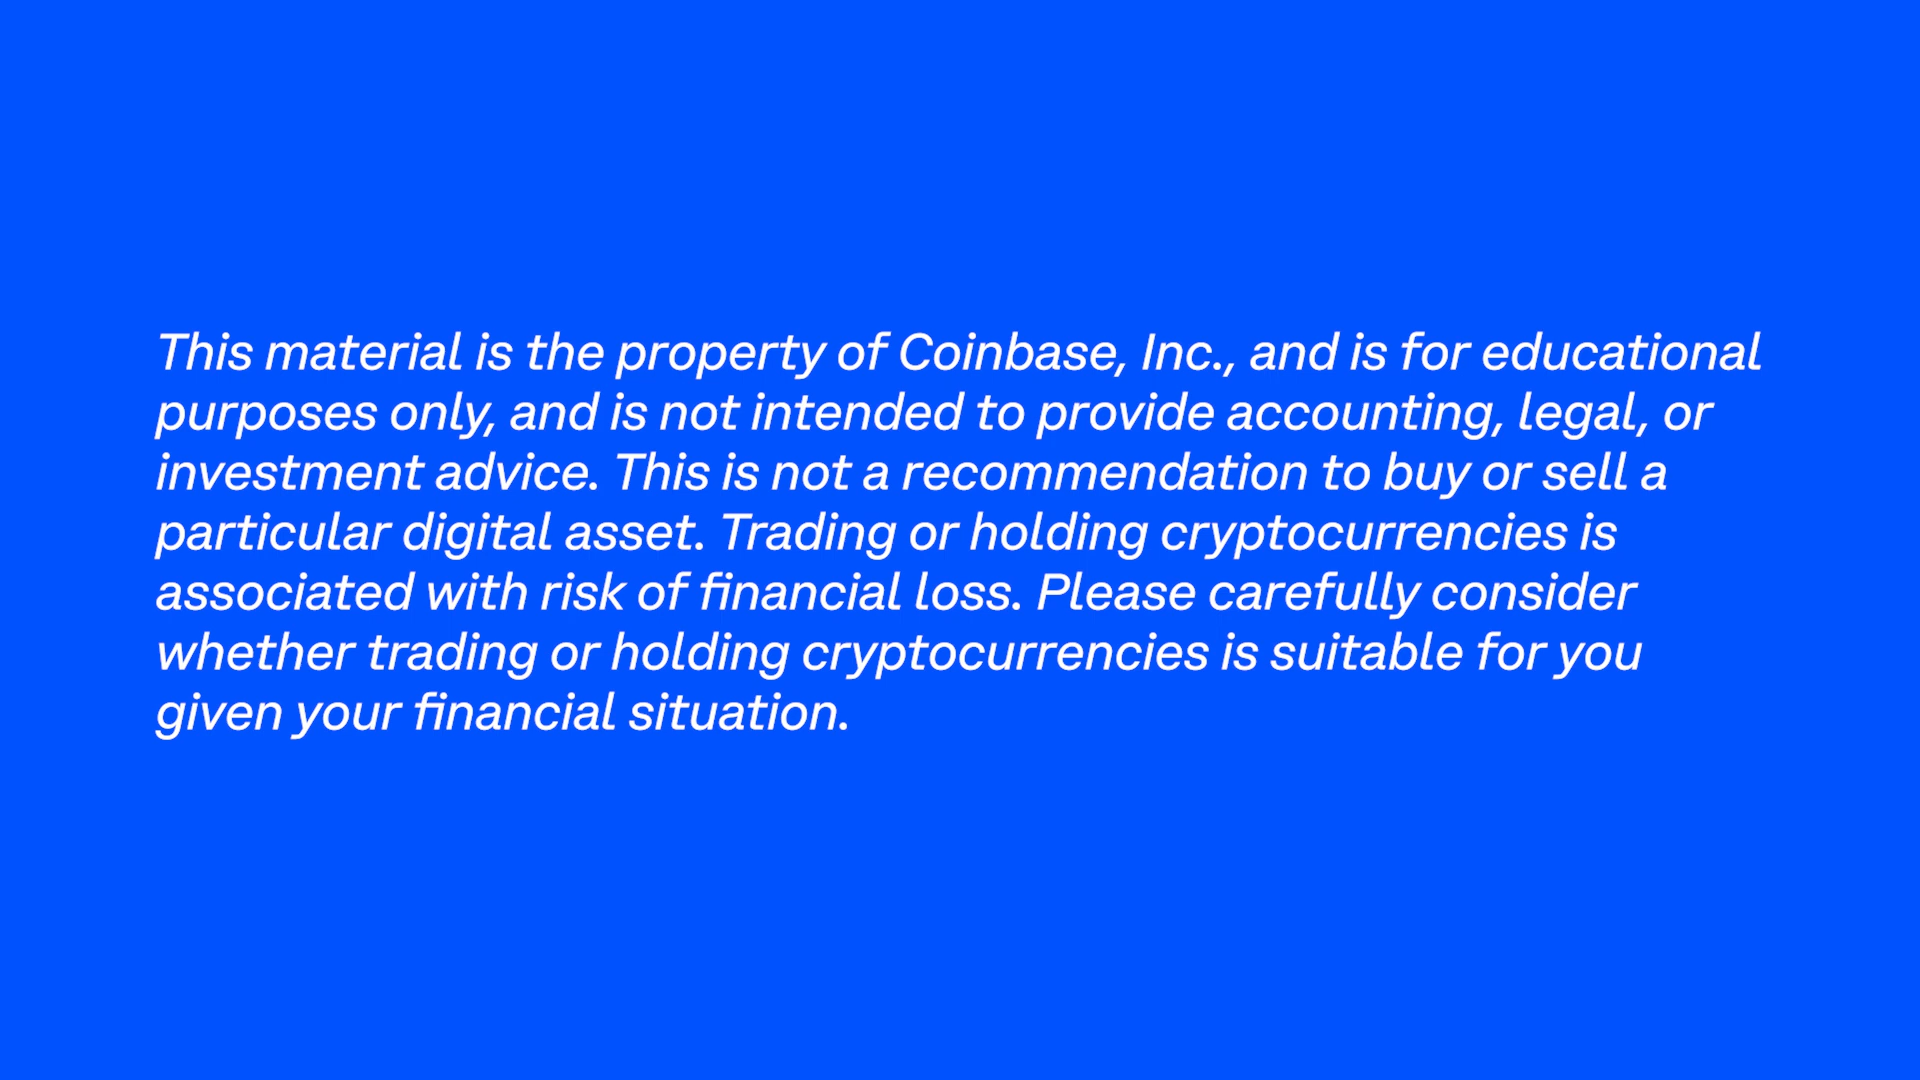 This material is the property of Coinbase, Inc., and is for educational
purposes only, and is not intended to provide accounting, legal, or
investment advice. This is not a recommendation to buy or sell a
particular digital asset. Trading or holding cryptocurrencies is
associated with risk of financial loss. Please carefully consider
whether trading or holding cryptocurrencies is suitable for you
given your financial situation.